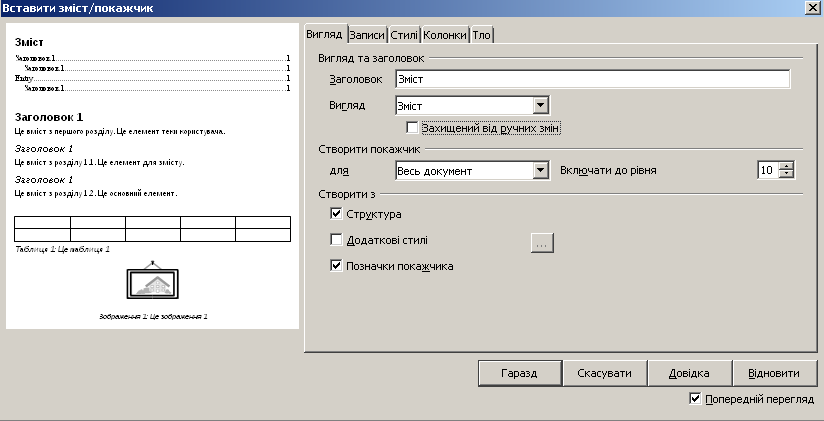 Вставити зміст/покажчик
Зміст
Заголовок 1 1
Заголовок 1 1
Entry 1
Заголовок 1 1
Заголовок 1
Це вміст з першого розділу. Це елемент теки користувача.
Заголовок 1
Це вміст з розділу 1.1. Це елемент для змісту.
Заголовок 1
Це вміст з розділу 1.2. Це основний елемент.
Таблиця 1: Це таблиця 1
Зображення 1: Це зображення 1
Вигляд Записи Стилі Колонки Тло
Вигляд та заголовок
Заголовок Зміст
Вигляд Зміст
Захищений від ручних змін
Створити покажчик
для Весь документ Включати до рівня 10
Створити з
Структура
Додаткові стилі ...
Позначки покажчика
Гаразд Скасувати Довідка Відновити
Попередній перегляд